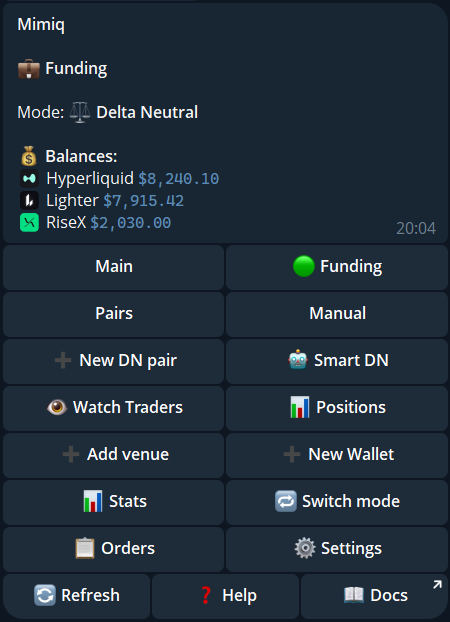 Mimiq
Funding
Mode: Delta Neutral
Balances:
Hyperliquid $8,240.10
Lighter $7,915.42
RiseX $2,030.00
20:04
Main
Funding
Pairs
Manual
New DN pair
Smart DN
Watch Traders
Positions
Add venue
New Wallet
Stats
Switch mode
Orders
Settings
Refresh
Help
Docs